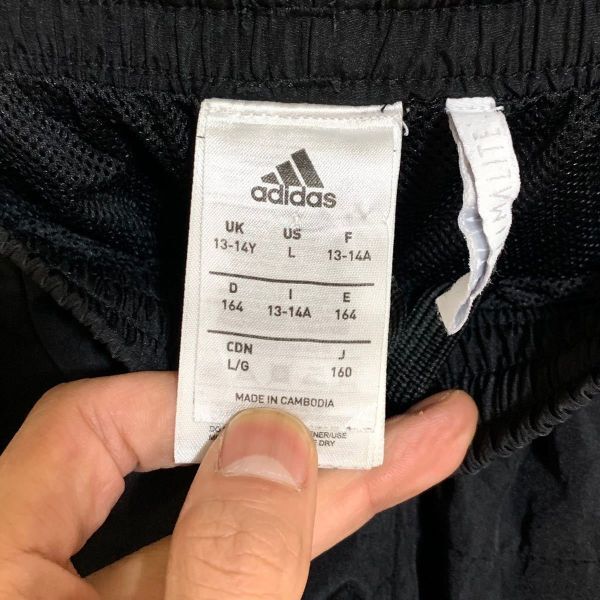 adidas
UK US F
13-14Y L 13-14A
D I E
164 13-14A 164
CDN J
L/G 160
MADE IN CAMBODIA